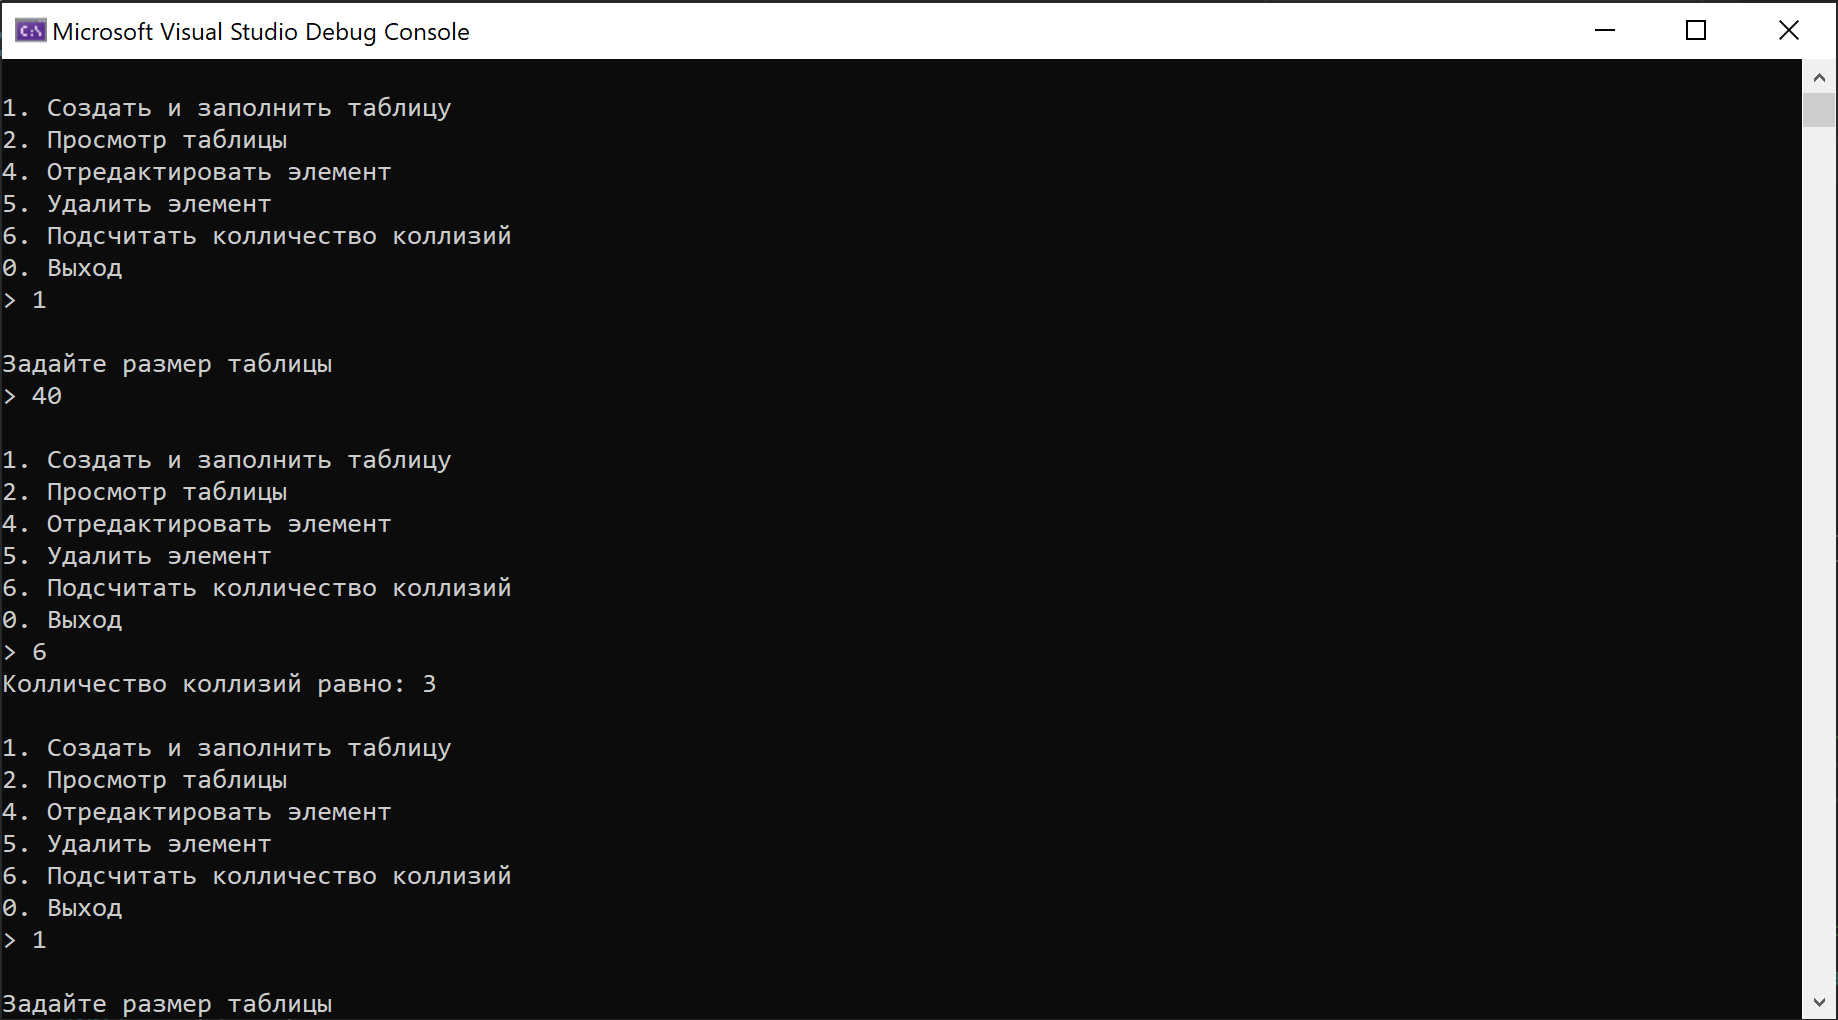 Microsoft Visual Studio Debug Console
1. Создать и заполнить таблицу
2. Просмотр таблицы
4. Отредактировать элемент
5. Удалить элемент
6. Подсчитать колличество коллизий
0. Выход
> 1
Задайте размер таблицы
> 40
1. Создать и заполнить таблицу
2. Просмотр таблицы
4. Отредактировать элемент
5. Удалить элемент
6. Подсчитать колличество коллизий
0. Выход
> 6
Колличество коллизий равно: 3
1. Создать и заполнить таблицу
2. Просмотр таблицы
4. Отредактировать элемент
5. Удалить элемент
6. Подсчитать колличество коллизий
0. Выход
> 1
Задайте размер таблицы